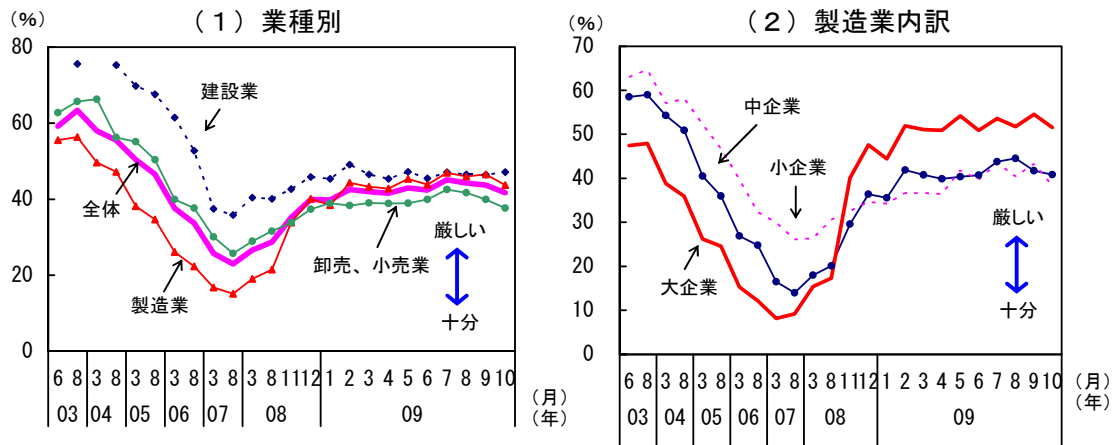 (1)業種別
(%)
80
60
40
20
0
建設業
全体
製造業
卸売、小売業
厳しい
十分
6 8 3 8 3 8 3 8 3 8 3 8 11 12 1 2 3 4 5 6 7 8 9 10
(月)
03 04 05 06 07 08 09
(年)
(2)製造業内訳
(%)
70
60
50
40
30
20
10
0
中企業
小企業
大企業
厳しい
十分
6 8 3 8 3 8 3 8 3 8 3 8 11 12 1 2 3 4 5 6 7 8 9 10
(月)
03 04 05 06 07 08 09
(年)